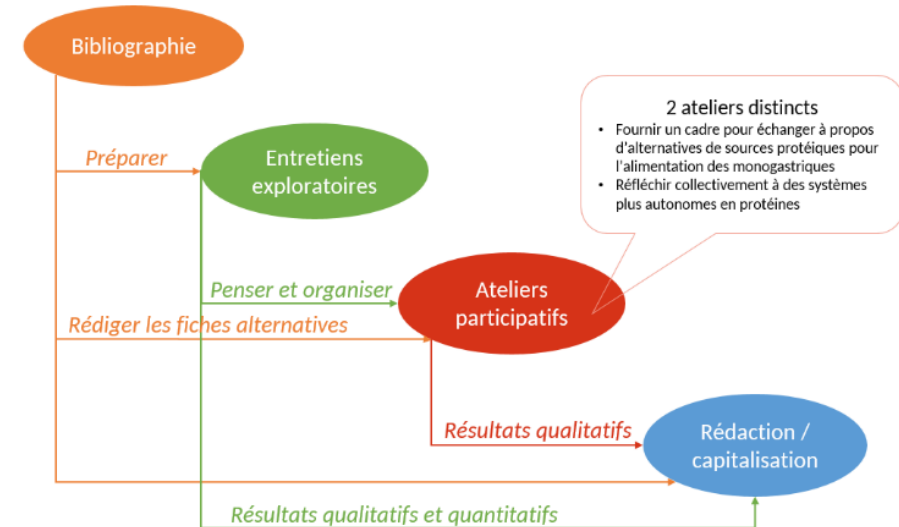 Bibliographie
Préparer
Entretiens
exploratoires
2 ateliers distincts
• Fournir un cadre pour échanger à propos
d'alternatives de sources protéiques pour
l'alimentation des monogastriques
• Réfléchir collectivement à des systèmes
plus autonomes en protéines
Penser et organiser
Ateliers
participatifs
Rédiger les fiches alternatives
Résultats qualitatifs
Rédaction /
capitalisation
Résultats qualitatifs et quantitatifs